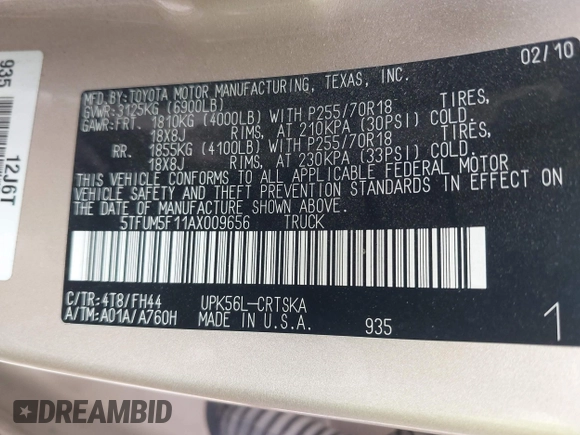 935 12J6T
02/10
MFD. BY: TOYOTA MOTOR MANUFACTURING, TEXAS, INC.
GVWR: 3125KG (6900LB)
GAWR: FRT. 1810KG (4000LB) WITH P255/70R18 TIRES,
18X8J RIMS, AT 210KPA (30PSI) COLD.
RR. 1855KG (4100LB) WITH P255/70R18 TIRES,
18X8J RIMS, AT 230KPA (33PSI) COLD.
THIS VEHICLE CONFORMS TO ALL APPLICABLE FEDERAL MOTOR
VEHICLE SAFETY AND THEFT PREVENTION STANDARDS IN EFFECT ON
THE DATE OF MANUFACTURE SHOWN ABOVE.
5TFUM5F11AX009656 TRUCK
C/TR: 4T8/FH44 UPK56L-CRTSKA
A/TM: A01A/A760H MADE IN U.S.A. 935 1
DREAMBID